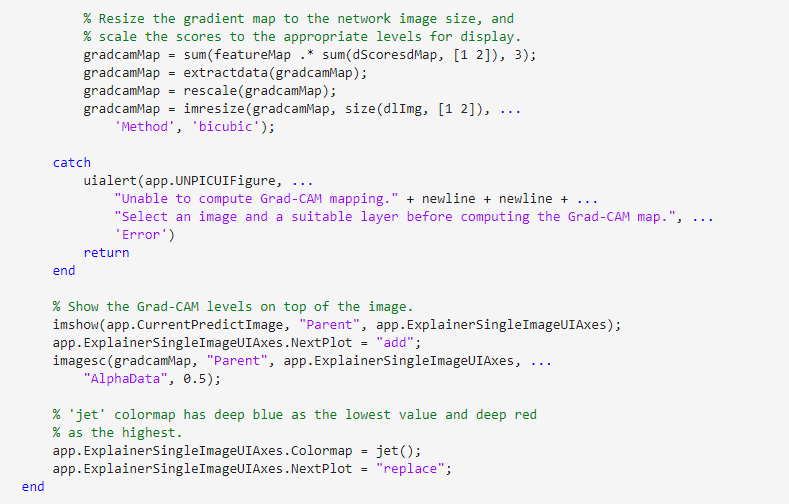 % Resize the gradient map to the network image size, and
% scale the scores to the appropriate levels for display.
gradcamMap = sum(featureMap .* sum(dScoresdMap, [1 2]), 3);
gradcamMap = extractdata(gradcamMap);
gradcamMap = rescale(gradcamMap);
gradcamMap = imresize(gradcamMap, size(dlImg, [1 2]), ...
'Method', 'bicubic');
catch
uialert(app.UNPICUIFigure, ...
"Unable to compute Grad-CAM mapping." + newline + newline + ...
"Select an image and a suitable layer before computing the Grad-CAM map.", ...
'Error')
return
end
% Show the Grad-CAM levels on top of the image.
imshow(app.CurrentPredictImage, "Parent", app.ExplainerSingleImageUIAxes);
app.ExplainerSingleImageUIAxes.NextPlot = "add";
imagesc(gradcamMap, "Parent", app.ExplainerSingleImageUIAxes, ...
"AlphaData", 0.5);
% 'jet' colormap has deep blue as the lowest value and deep red
% as the highest.
app.ExplainerSingleImageUIAxes.Colormap = jet();
app.ExplainerSingleImageUIAxes.NextPlot = "replace";
end